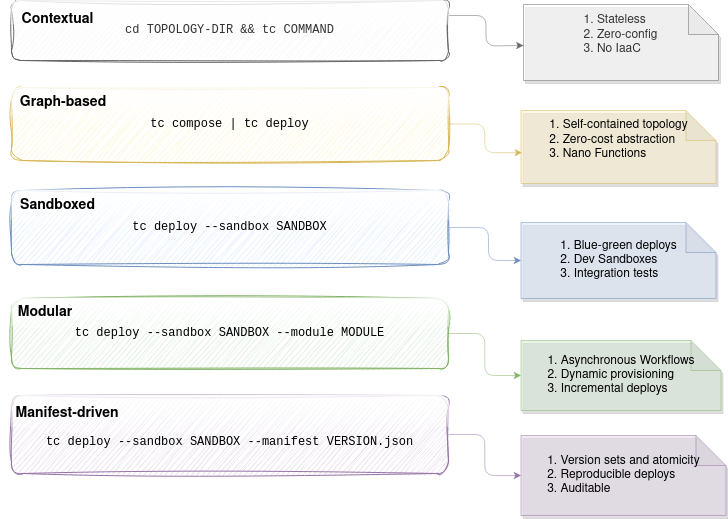 Contextual
cd TOPOLOGY-DIR && tc COMMAND
1. Stateless
2. Zero-config
3. No IaaC
Graph-based
tc compose | tc deploy
1. Self-contained topology
2. Zero-cost abstraction
3. Nano Functions
Sandboxed
tc deploy --sandbox SANDBOX
1. Blue-green deploys
2. Dev Sandboxes
3. Integration tests
Modular
tc deploy --sandbox SANDBOX --module MODULE
1. Asynchronous Workflows
2. Dynamic provisioning
3. Incremental deploys
Manifest-driven
tc deploy --sandbox SANDBOX --manifest VERSION.json
1. Version sets and atomicity
2. Reproducible deploys
3. Auditable